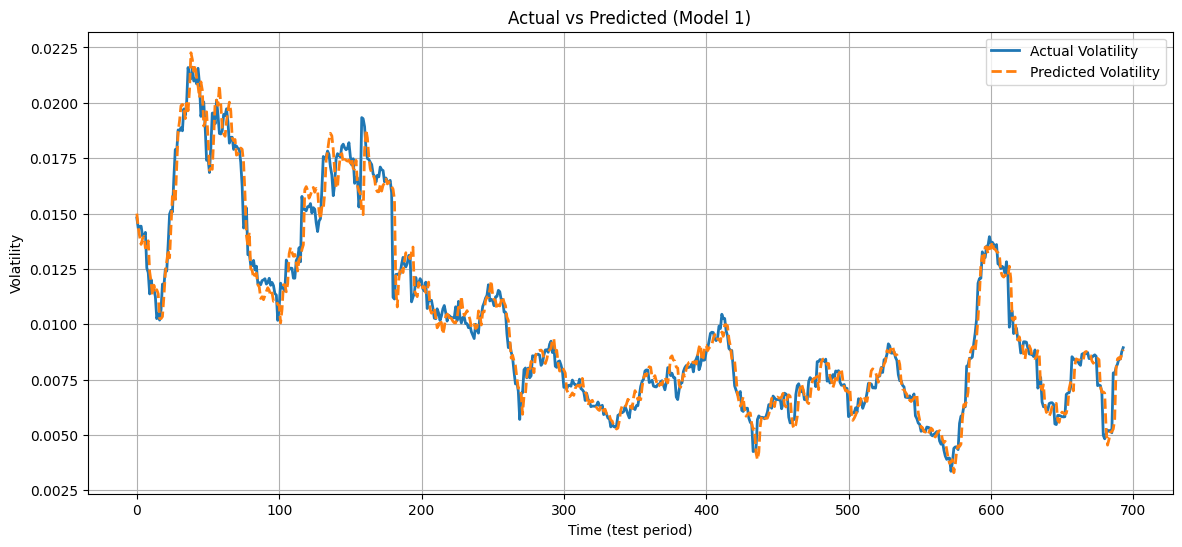 Actual vs Predicted (Model 1)
Actual Volatility
Predicted Volatility
Volatility
0.0225
0.0200
0.0175
0.0150
0.0125
0.0100
0.0075
0.0050
0.0025
0 100 200 300 400 500 600 700
Time (test period)